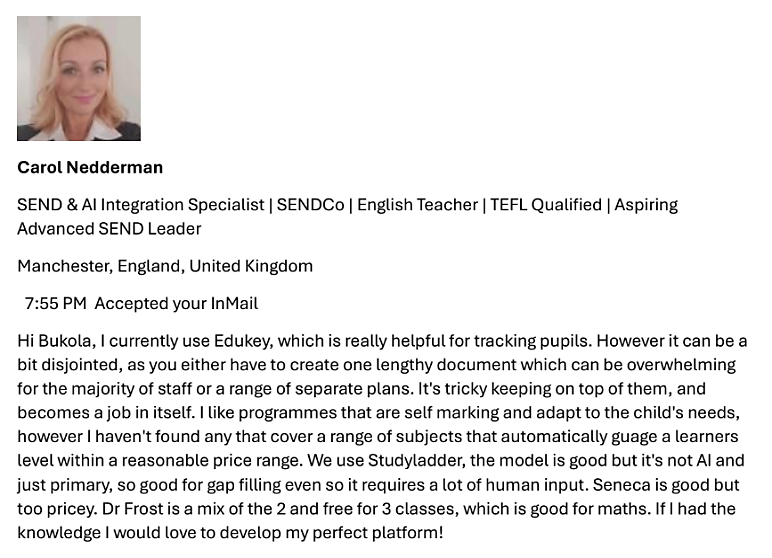 Carol Nedderman
SEND & AI Integration Specialist | SENDCo | English Teacher | TEFL Qualified | Aspiring
Advanced SEND Leader
Manchester, England, United Kingdom
7:55 PM  Accepted your InMail
Hi Bukola, I currently use Edukey, which is really helpful for tracking pupils. However it can be a
bit disjointed, as you either have to create one lengthy document which can be overwhelming
for the majority of staff or a range of separate plans. It's tricky keeping on top of them, and
becomes a job in itself. I like programmes that are self marking and adapt to the child's needs,
however I haven't found any that cover a range of subjects that automatically guage a learners
level within a reasonable price range. We use Studyladder, the model is good but it's not AI and
just primary, so good for gap filling even so it requires a lot of human input. Seneca is good but
too pricey. Dr Frost is a mix of the 2 and free for 3 classes, which is good for maths. If I had the
knowledge I would love to develop my perfect platform!